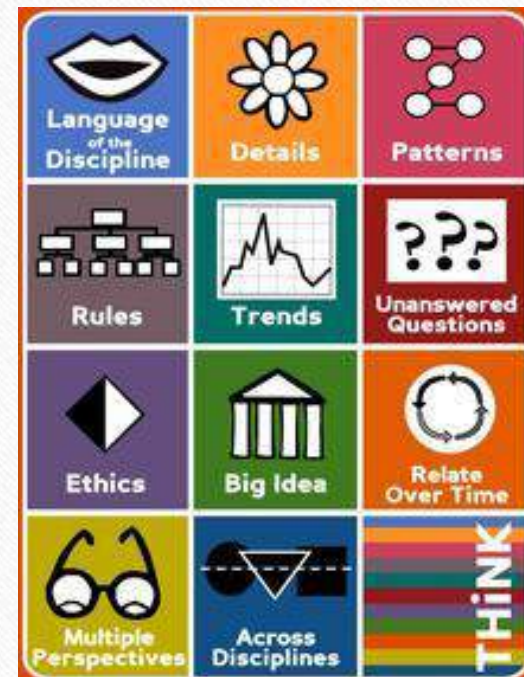 Language
of the
Discipline
Details
Patterns
Rules
Trends
???
Unanswered
Questions
Ethics
Big Idea
Relate
Over Time
Multiple
Perspectives
Across
Disciplines
THiNK